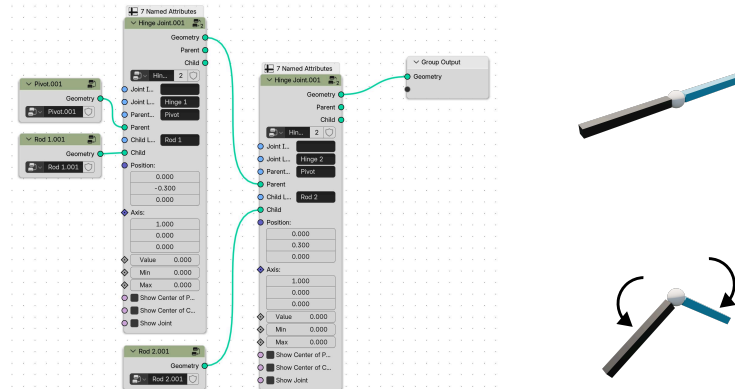 7 Named Attributes
Hinge Joint.001
2
Geometry
Parent
Child
Hin...
2
Joint I...
Joint L...
Hinge 1
Parent...
Pivot
Parent
Child L...
Rod 1
Child
Position:
0.000
-0.300
0.000
Axis:
1.000
0.000
0.000
Value
0.000
Min
0.000
Max
0.000
Show Center of P...
Show Center of C...
Show Joint
Pivot.001
Geometry
Pivot.001
Rod 1.001
Geometry
Rod 1.001
Rod 2.001
Geometry
Rod 2.001
7 Named Attributes
Hinge Joint.001
2
Geometry
Parent
Child
Hin...
2
Joint I...
Joint L...
Hinge 2
Parent...
Pivot
Parent
Child L...
Rod 2
Child
Position:
0.000
0.300
0.000
Axis:
1.000
0.000
0.000
Value
0.000
Min
0.000
Max
0.000
Show Center of P...
Show Center of C...
Show Joint
Group Output
Geometry